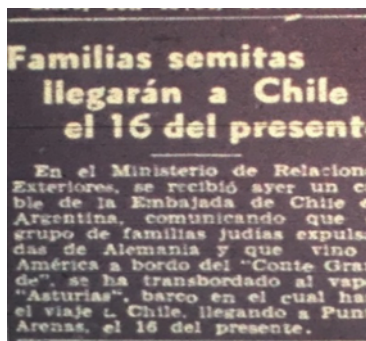 Familias semitas
llegarán a Chile
el 16 del present
En el Ministerio de Relacion
Exteriores, se recibió ayer un c
ble de la Embajada de Chile e
Argentina, comunicando que
grupo de familias judías expuls
das de Alemania y que vino
América a bordo del "Conte Gra
de", se ha transbordado al vap
"Asturias", barco en el cual ha
el viaje a Chile, llegando a Pun
Arenas, el 16 del presente.